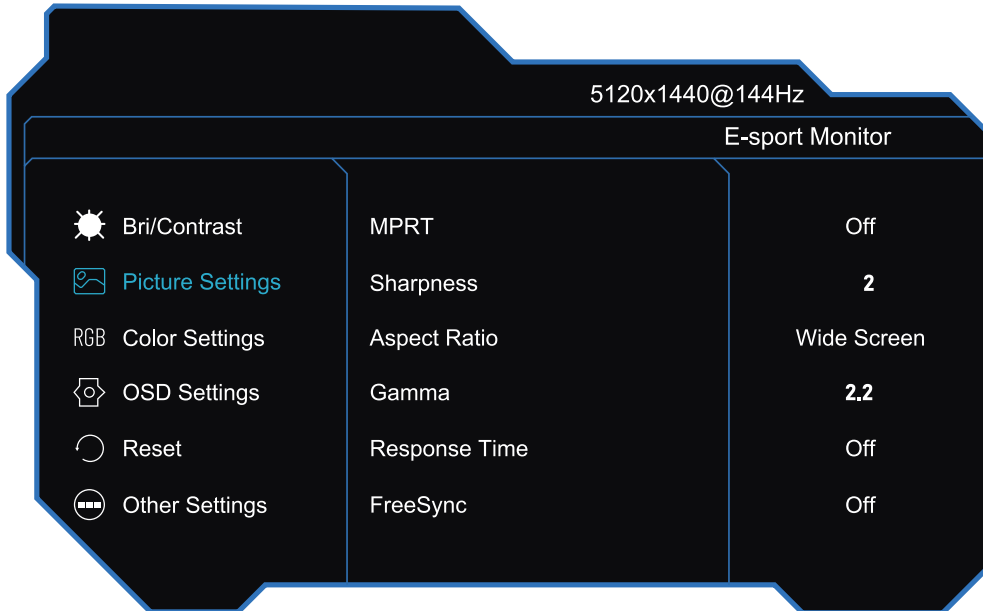 5120x1440@144Hz
E-sport Monitor
Bri/Contrast MPRT Off
Picture Settings Sharpness 2
RGB Color Settings Aspect Ratio Wide Screen
OSD Settings Gamma 2.2
Reset Response Time Off
Other Settings FreeSync Off